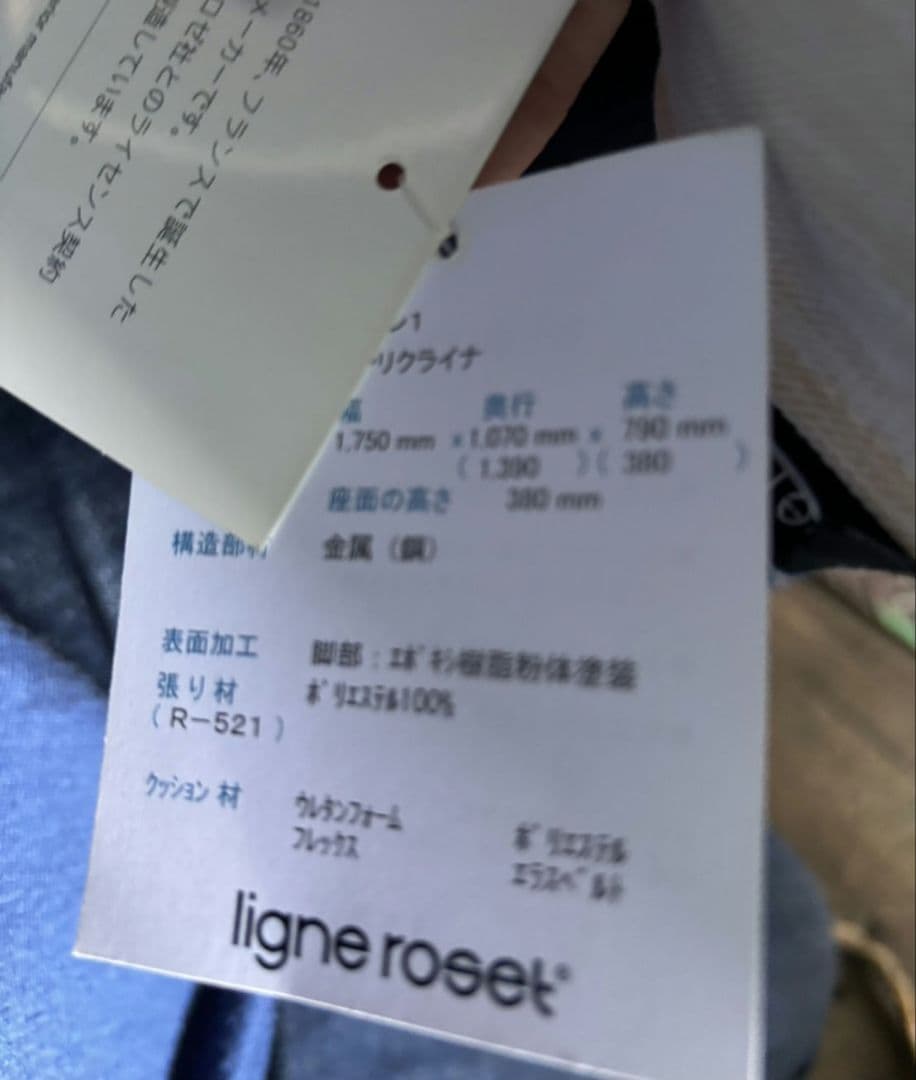 1860年、フランスで誕生した
メーカーです。
ロゼ社とのライセンス契約
造しています。
ン1
リクライナ
幅 奥行 高さ
1,750 mm × 1,070 mm × 790 mm
( 1,390 ) ( 380 )
座面の高さ 380 mm
構造部材 金属 (鋼)
表面加工 脚部 : エポキシ樹脂粉体塗装
張り材 ポリエステル100%
( R-521 )
クッション材 ウレタンフォーム ポリエステル
フレックス エラスベルト
ligne roset®